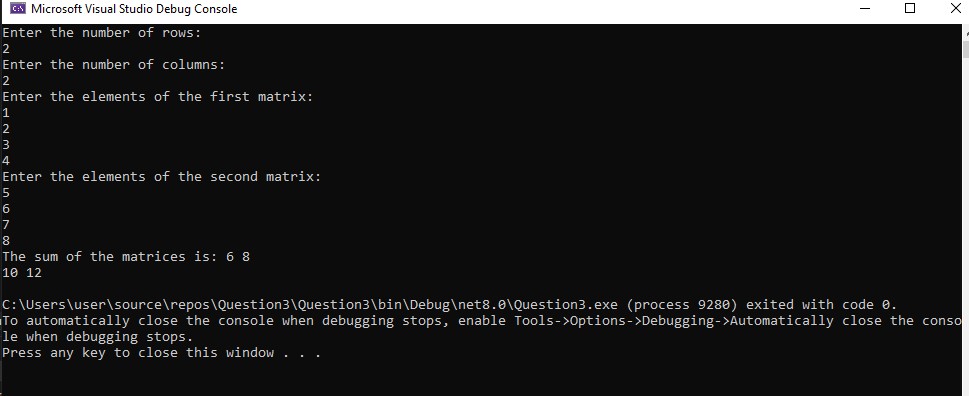 Microsoft Visual Studio Debug Console
Enter the number of rows:
2
Enter the number of columns:
2
Enter the elements of the first matrix:
1
2
3
4
Enter the elements of the second matrix:
5
6
7
8
The sum of the matrices is: 6 8
10 12
C:\Users\user\source\repos\Question3\Question3\bin\Debug\net8.0\Question3.exe (process 9280) exited with code 0.
To automatically close the console when debugging stops, enable Tools->Options->Debugging->Automatically close the conso
le when debugging stops.
Press any key to close this window . . .